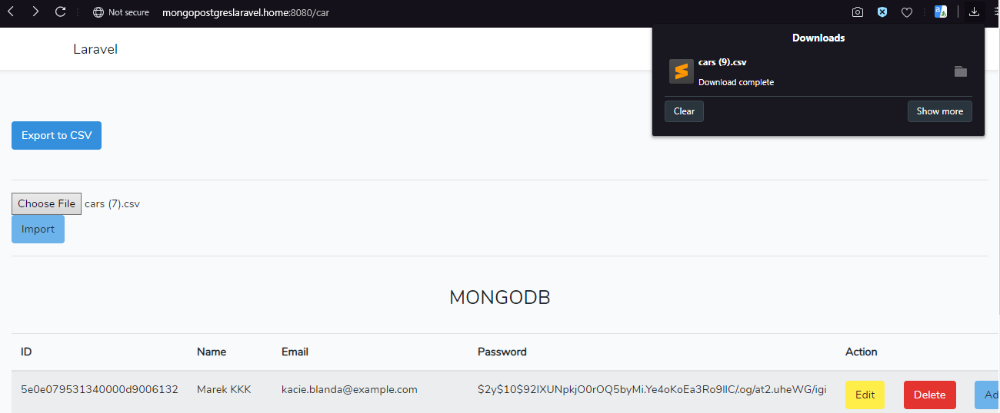 Not secure mongopostgreslaravel.home:8080/car
Laravel
Downloads
cars (9).csv
Download complete
Clear Show more
Export to CSV
Choose File cars (7).csv
Import
MONGODB
ID Name Email Password Action
5e0e079531340000d9006132 Marek KKK kacie.blanda@example.com $2y$10$92IXUNpkjO0rOQ5byMi.Ye4oKoEa3Ro9llC/.og/at2.uheWG/igi Edit Delete Ad